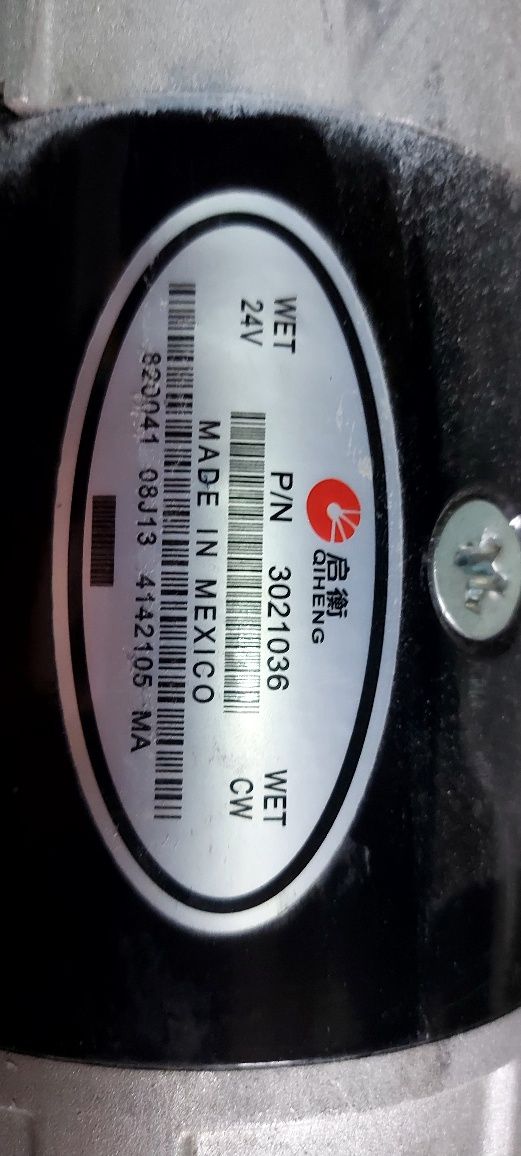 启衡
QIHENG
WET
24V
P/N 3021036
WET
CW
MADE IN MEXICO
820041 08J13 4142105 MA